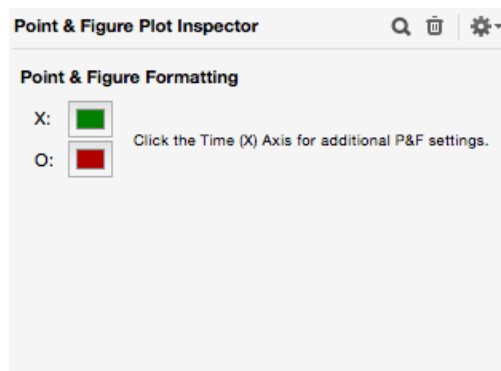 Point & Figure Plot Inspector
Point & Figure Formatting
X:
Click the Time (X) Axis for additional P&F settings.
O: